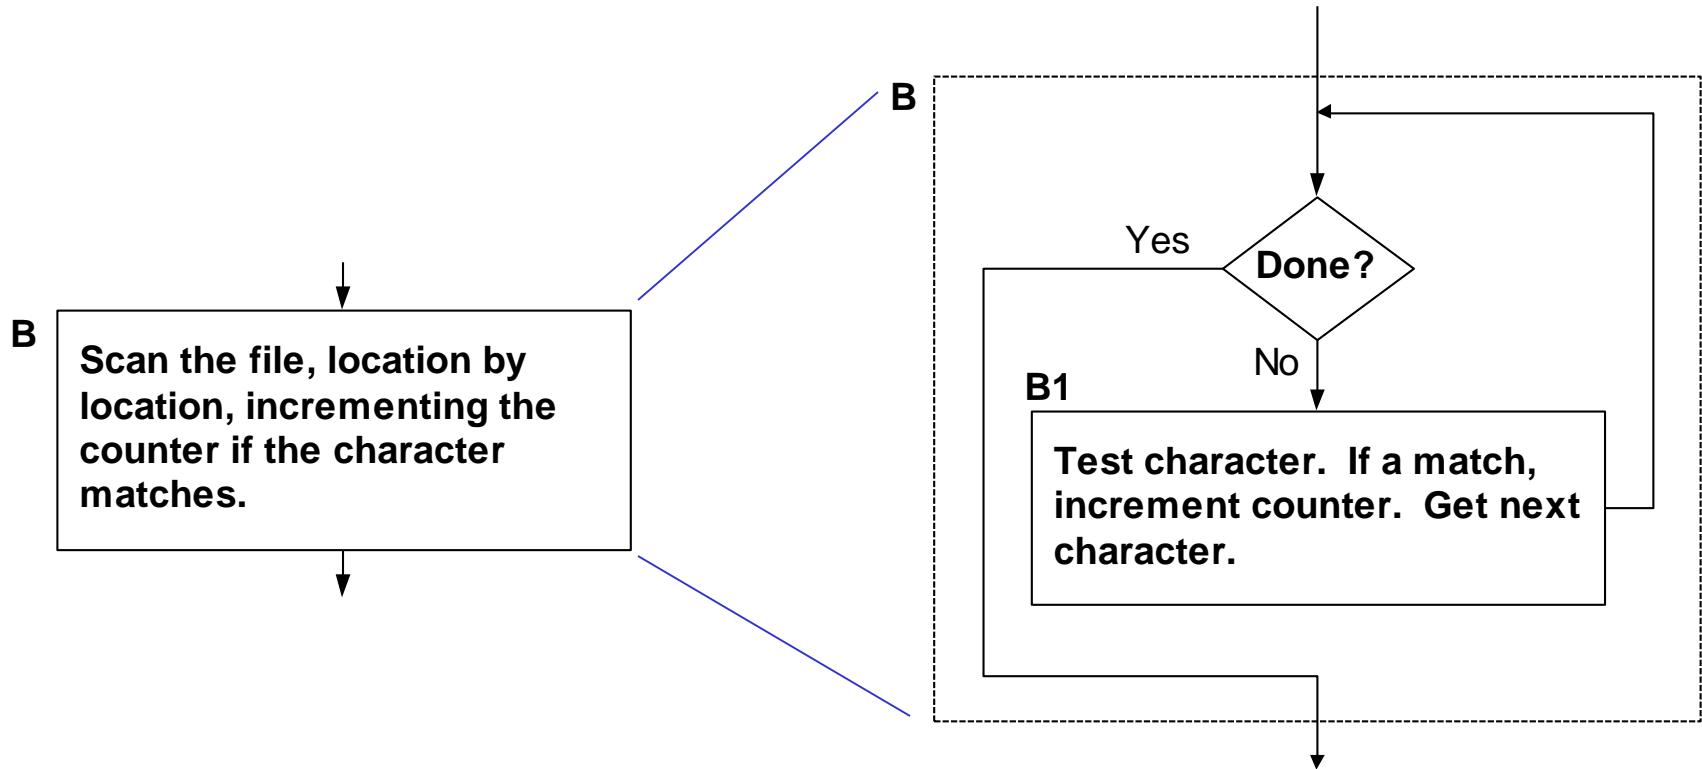 B
Scan the file, location by
location, incrementing the
counter if the character
matches.
B
Yes
Done?
No
B1
Test character.  If a match,
increment counter.  Get next
character.